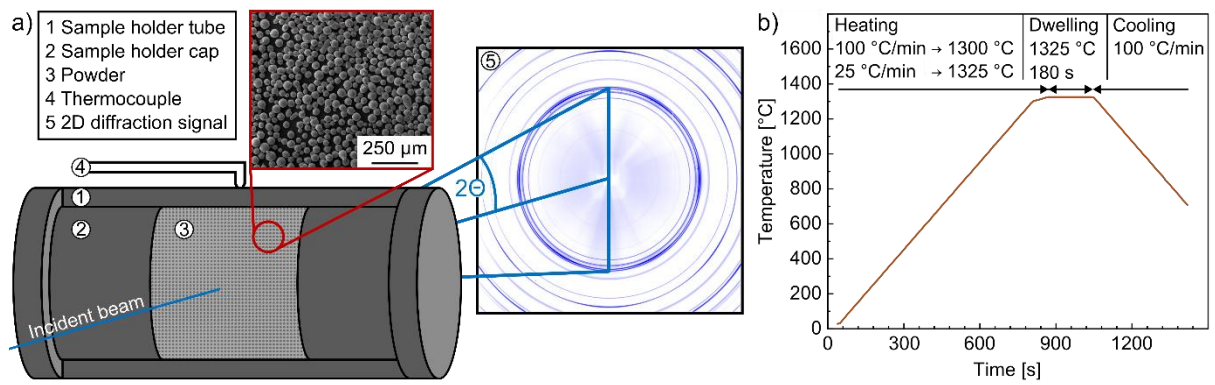 a)
1 Sample holder tube
2 Sample holder cap
3 Powder
4 Thermocouple
5 2D diffraction signal
250 µm
5
4
1
2
3
2Θ
Incident beam
b)
Heating
100 °C/min → 1300 °C
25 °C/min → 1325 °C
Dwelling
1325 °C
180 s
Cooling
100 °C/min
Temperature [°C]
1600
1400
1200
1000
800
600
400
200
0
0
300
600
900
1200
Time [s]